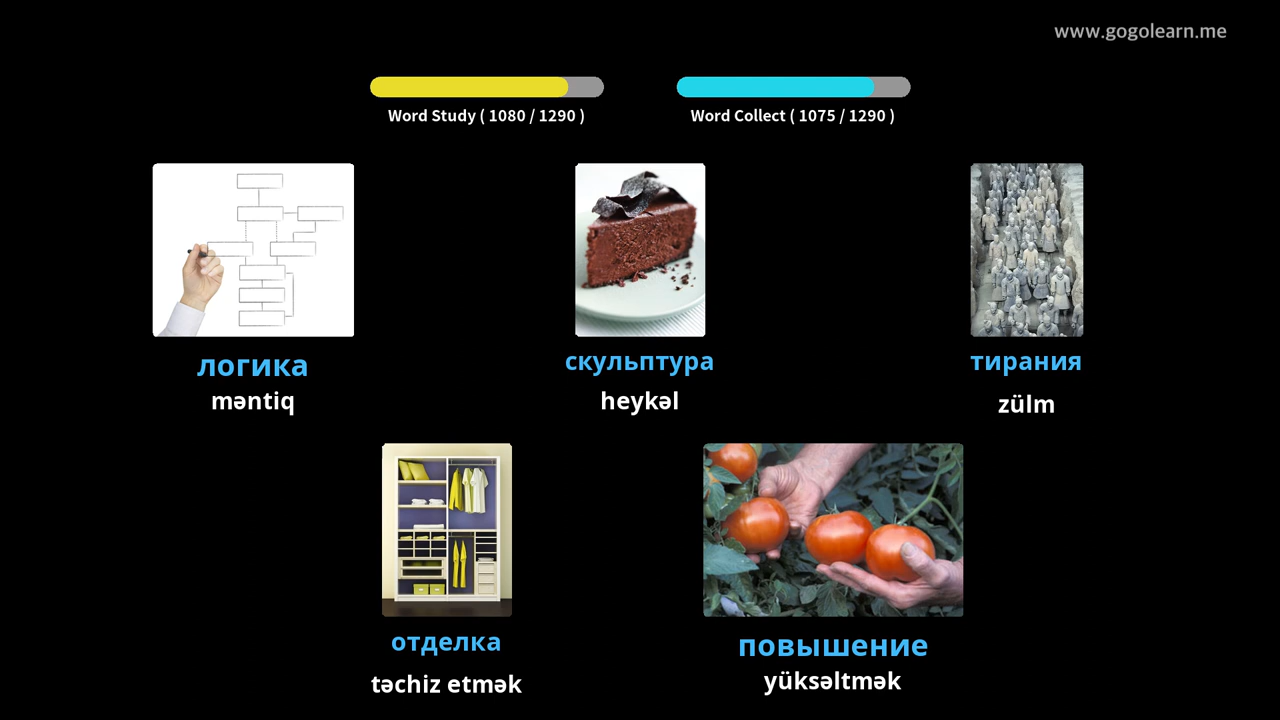 www.gogolearn.me
Word Study ( 1080 / 1290 )
Word Collect ( 1075 / 1290 )
логика
məntiq
скульптура
heykəl
тирания
zülm
отделка
təchiz etmək
повышение
yüksəltmək